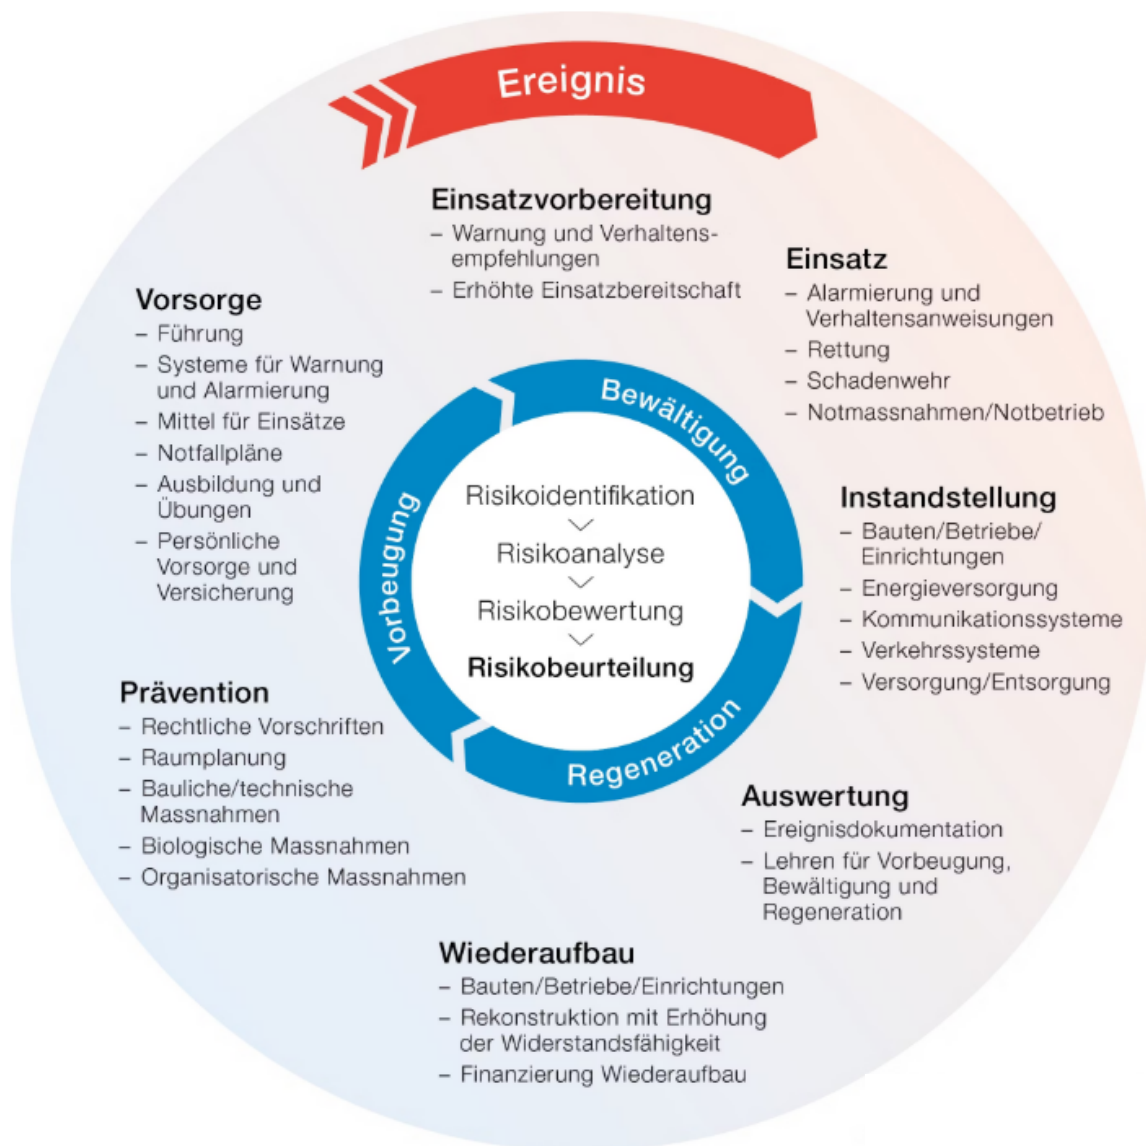 Ereignis
Einsatzvorbereitung
– Warnung und Verhaltens-
empfehlungen
– Erhöhte Einsatzbereitschaft
Einsatz
– Alarmierung und
Verhaltensanweisungen
– Rettung
– Schadenwehr
– Notmassnahmen/Notbetrieb
Instandstellung
– Bauten/Betriebe/
Einrichtungen
– Energieversorgung
– Kommunikationssysteme
– Verkehrssysteme
– Versorgung/Entsorgung
Auswertung
– Ereignisdokumentation
– Lehren für Vorbeugung,
Bewältigung und
Regeneration
Wiederaufbau
– Bauten/Betriebe/Einrichtungen
– Rekonstruktion mit Erhöhung
der Widerstandsfähigkeit
– Finanzierung Wiederaufbau
Prävention
– Rechtliche Vorschriften
– Raumplanung
– Bauliche/technische
Massnahmen
– Biologische Massnahmen
– Organisatorische Massnahmen
Vorsorge
– Führung
– Systeme für Warnung
und Alarmierung
– Mittel für Einsätze
– Notfallpläne
– Ausbildung und
Übungen
– Persönliche
Vorsorge und
Versicherung
Bewältigung
Regeneration
Vorbeugung
Risikoidentifikation
Risikoanalyse
Risikobewertung
Risikobeurteilung